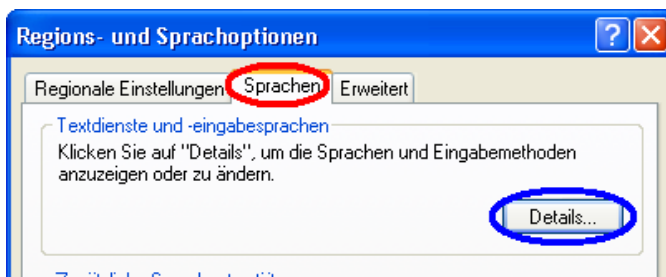 Regions- und Sprachoptionen
Regionale Einstellungen Sprachen Erweitert
Textdienste und -eingabesprachen
Klicken Sie auf "Details", um die Sprachen und Eingabemethoden
anzuzeigen oder zu ändern.
Details...